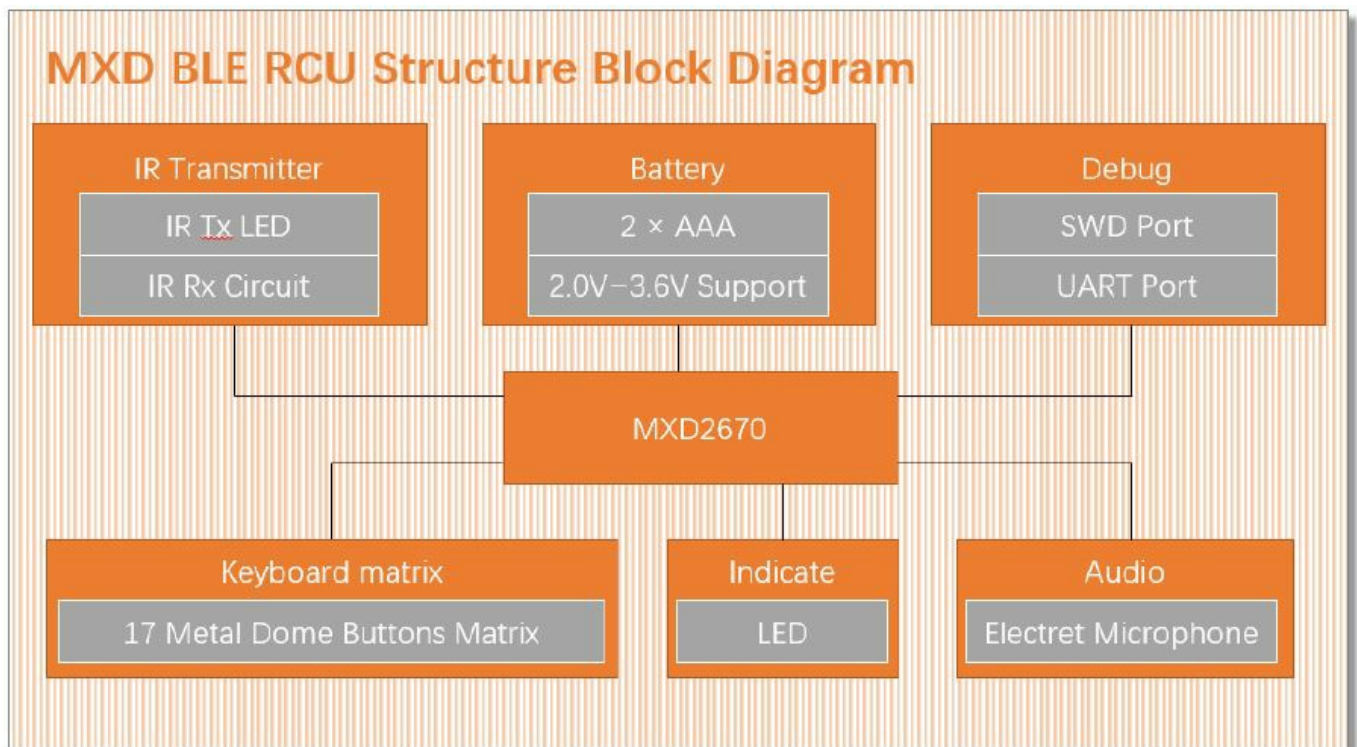 MXD BLE RCU Structure Block Diagram
IR Transmitter
IR Tx LED
IR Rx Circuit
Battery
2 × AAA
2.0V-3.6V Support
Debug
SWD Port
UART Port
MXD2670
Keyboard matrix
17 Metal Dome Buttons Matrix
Indicate
LED
Audio
Electret Microphone